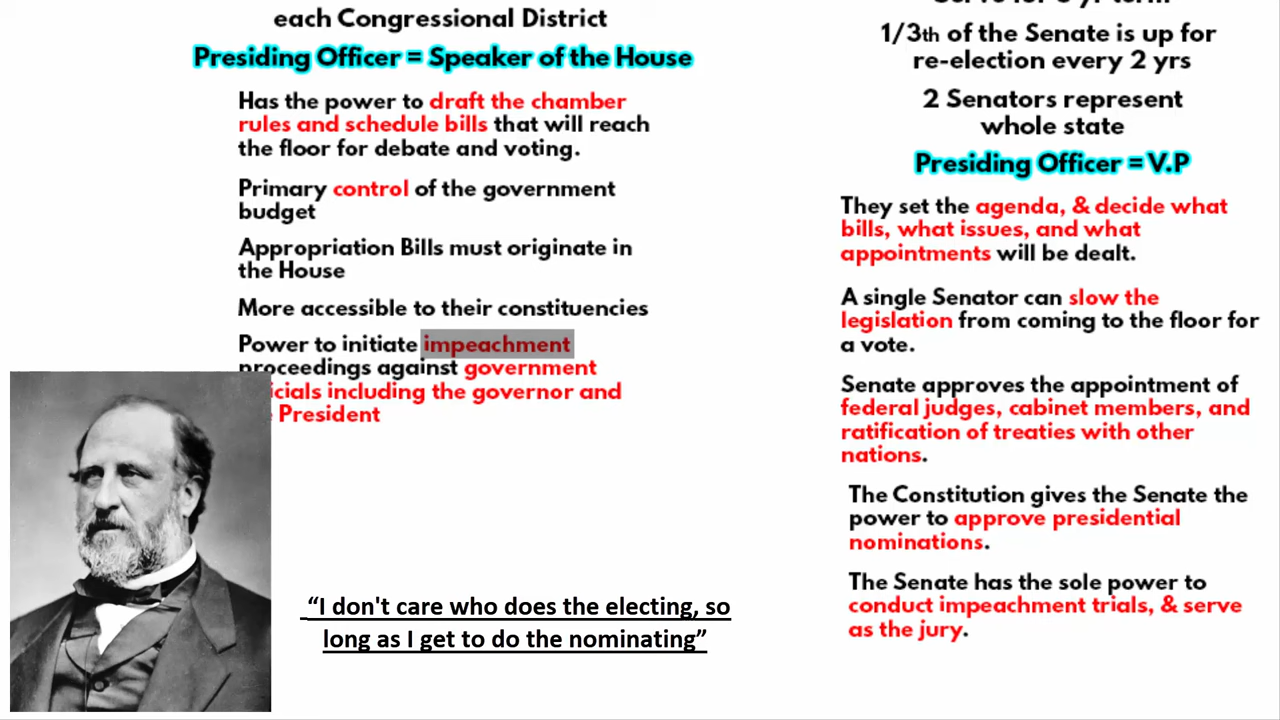 each Congressional District
Presiding Officer = Speaker of the House
Has the power to draft the chamber
rules and schedule bills that will reach
the floor for debate and voting.
Primary control of the government
budget
Appropriation Bills must originate in
the House
More accessible to their constituencies
Power to initiate impeachment
proceedings against government
icials including the governor and
President
“I don't care who does the electing, so
long as I get to do the nominating”
1/3th of the Senate is up for
re-election every 2 yrs
2 Senators represent
whole state
Presiding Officer = V.P
They set the agenda, & decide what
bills, what issues, and what
appointments will be dealt.
A single Senator can slow the
legislation from coming to the floor for
a vote.
Senate approves the appointment of
federal judges, cabinet members, and
ratification of treaties with other
nations.
The Constitution gives the Senate the
power to approve presidential
nominations.
The Senate has the sole power to
conduct impeachment trials, & serve
as the jury.